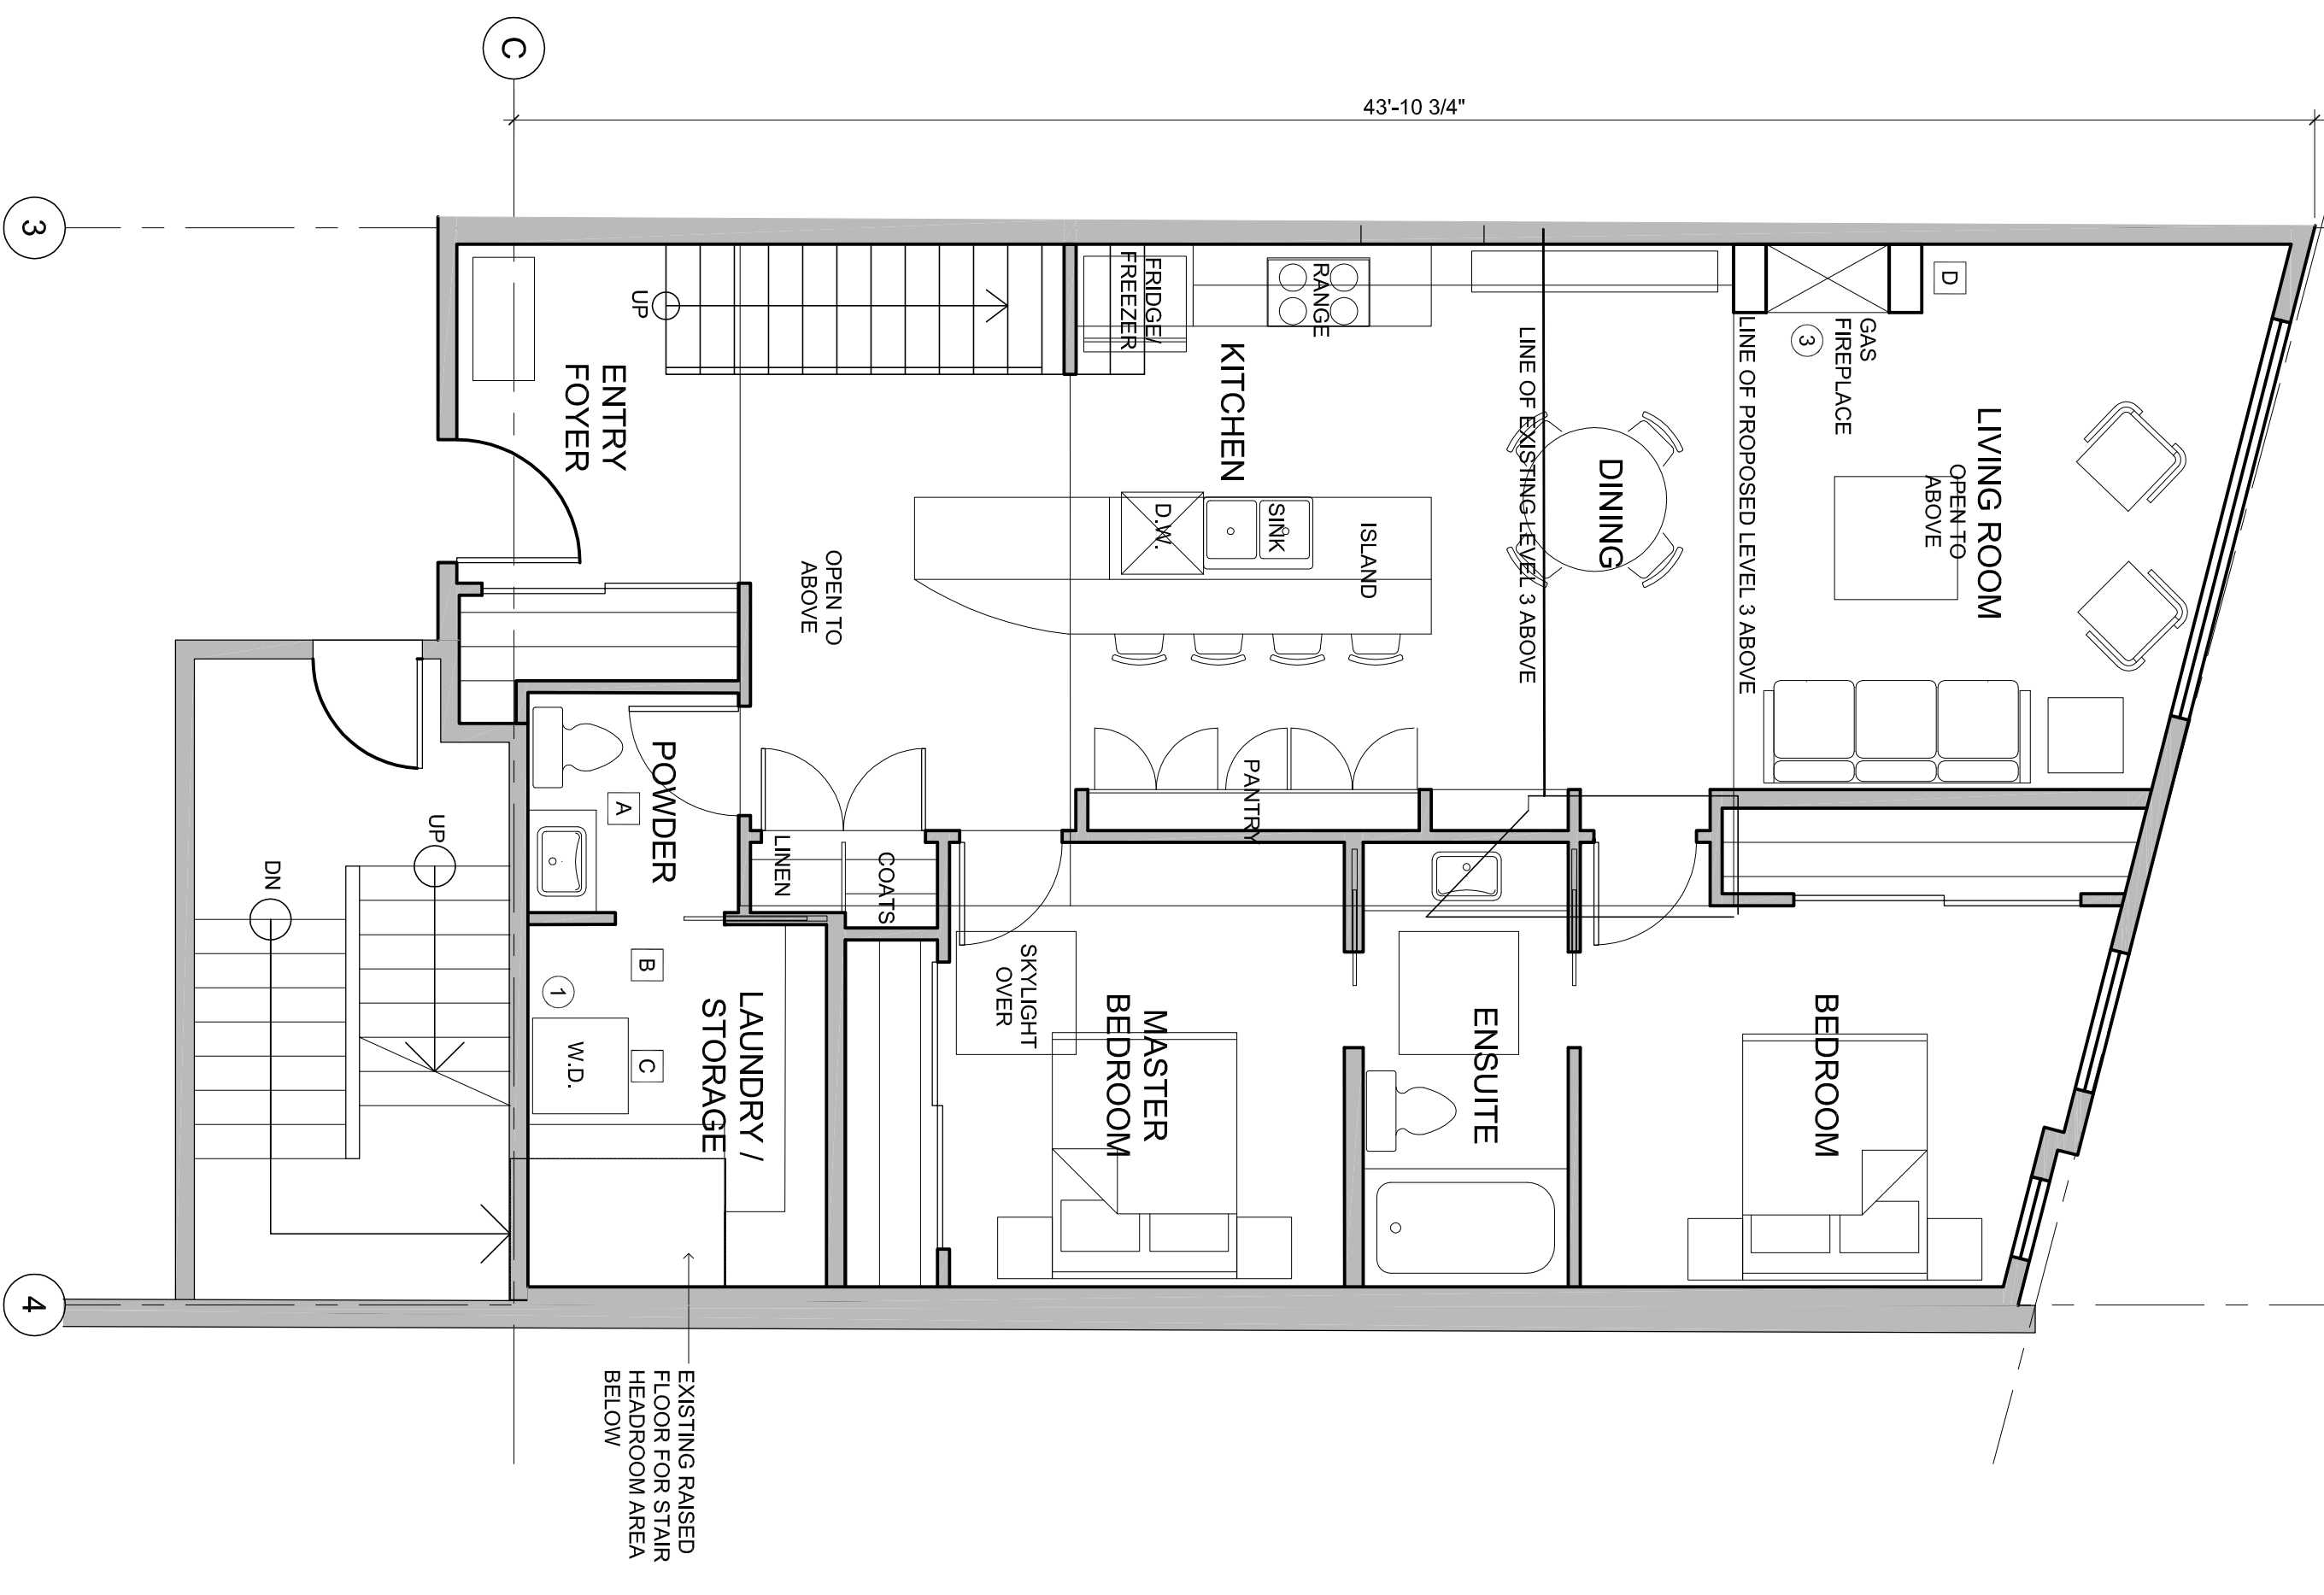 C
43'-10 3/4"
3
4
UP
ENTRY
FOYER
FRIDGE/
FREEZER
RANGE
KITCHEN
D.W.
SINK
ISLAND
OPEN TO
ABOVE
LINE OF EXISTING LEVEL 3 ABOVE
DINING
LINE OF PROPOSED LEVEL 3 ABOVE
D
GAS
FIREPLACE
3
LIVING ROOM
OPEN TO
ABOVE
PANTRY
POWDER
A
LINEN
COATS
UP
DN
B
1
C
W.D.
LAUNDRY /
STORAGE
SKYLIGHT
OVER
MASTER
BEDROOM
ENSUITE
BEDROOM
EXISTING RAISED
FLOOR FOR STAIR
HEADROOM AREA
BELOW